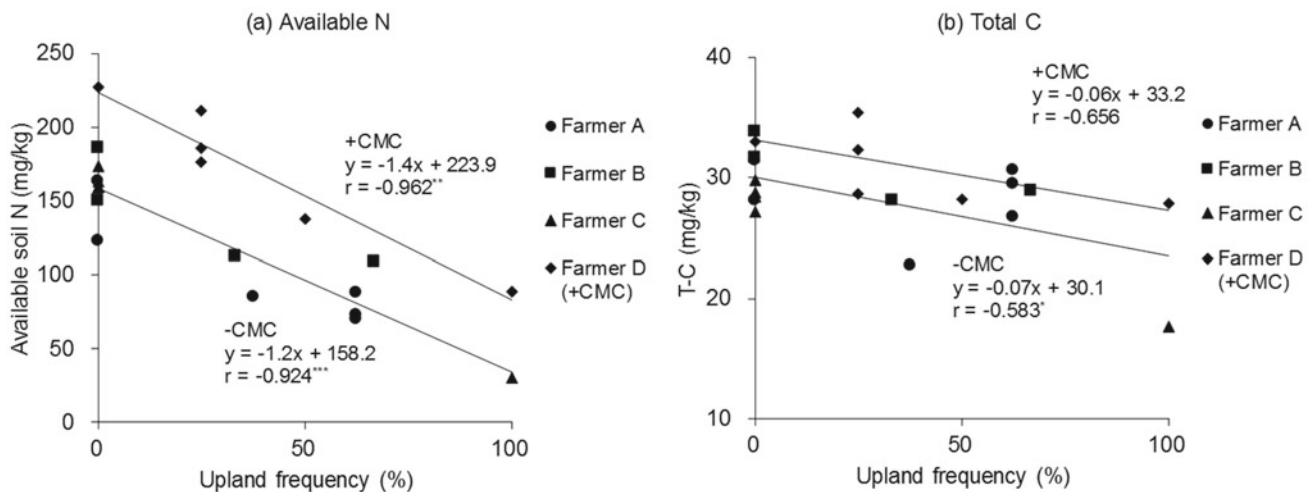 (a) Available N
Available soil N (mg/kg)
250
200
150
100
50
0
0
50
100
Upland frequency (%)
+CMC
y = -1.4x + 223.9
r = -0.962**
-CMC
y = -1.2x + 158.2
r = -0.924***
Farmer A
Farmer B
Farmer C
Farmer D
(+CMC)
(b) Total C
T-C (mg/kg)
40
30
20
10
0
50
100
Upland frequency (%)
+CMC
y = -0.06x + 33.2
r = -0.656
-CMC
y = -0.07x + 30.1
r = -0.583*
Farmer A
Farmer B
Farmer C
Farmer D
(+CMC)